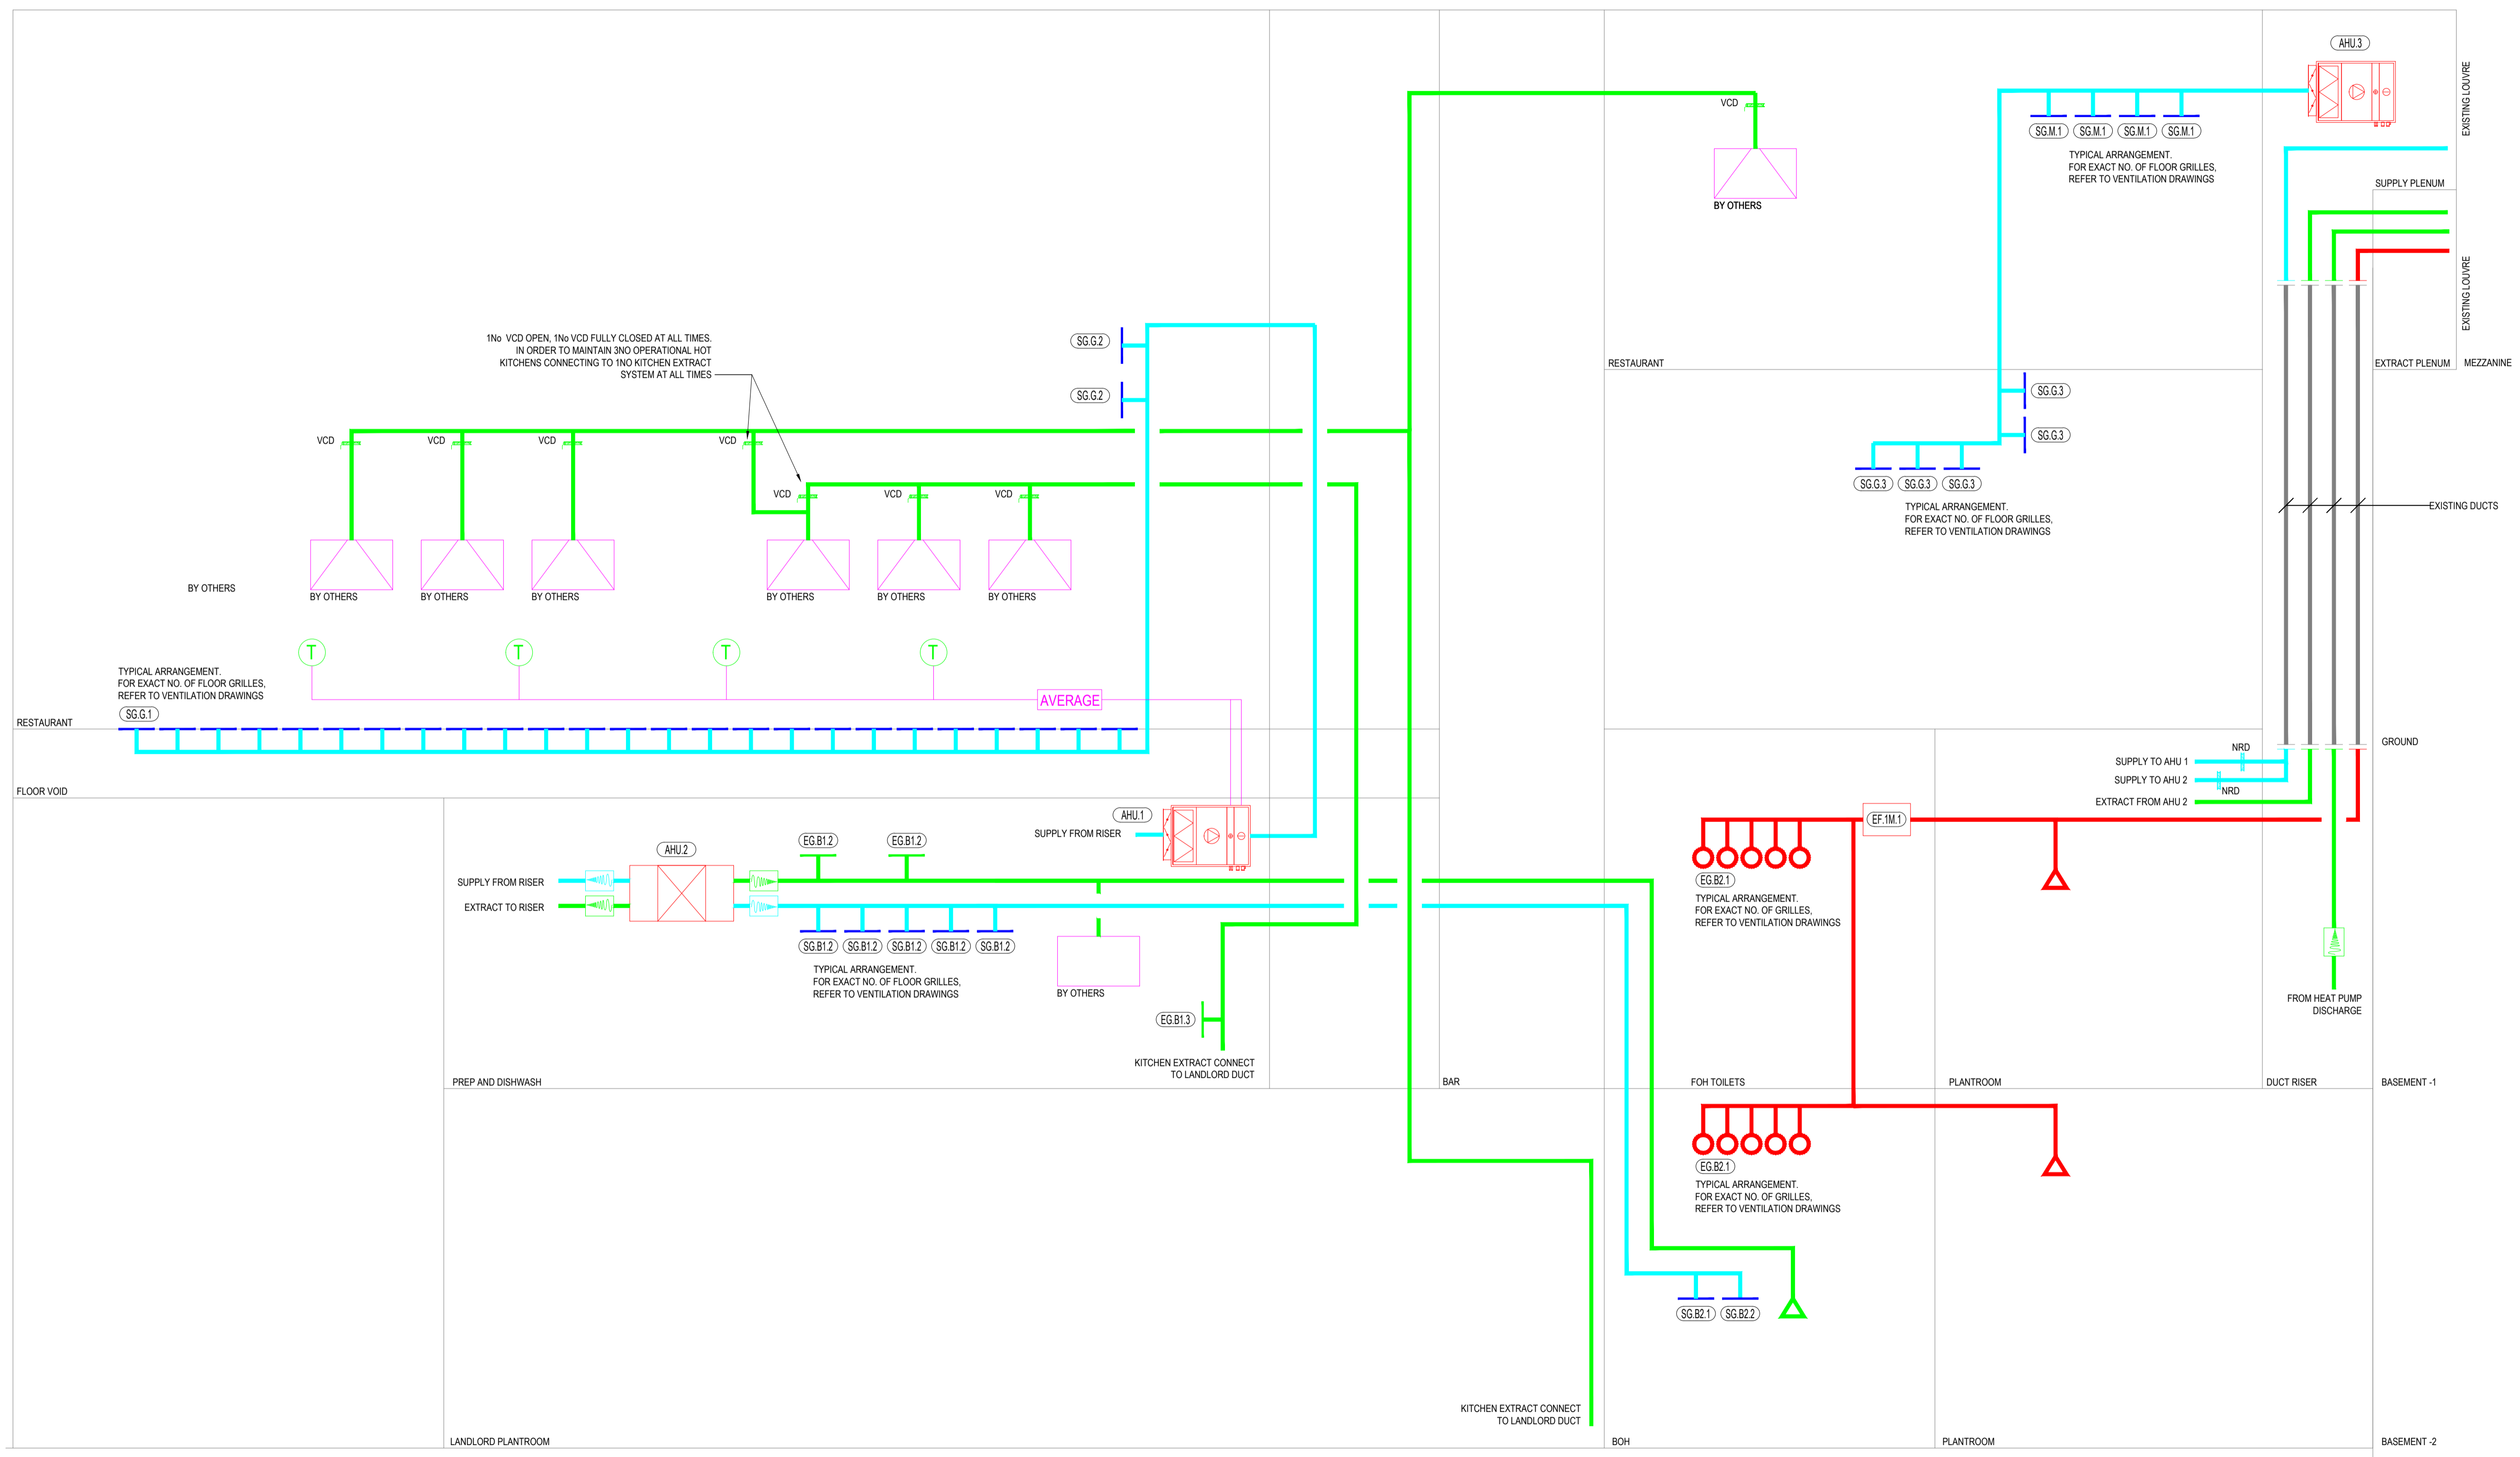 AHU.3
EXISTING LOUVRE
VCD
SG.M.1
SG.M.1
SG.M.1
SG.M.1
TYPICAL ARRANGEMENT.
FOR EXACT NO. OF FLOOR GRILLES,
REFER TO VENTILATION DRAWINGS
SUPPLY PLENUM
BY OTHERS
EXISTING LOUVRE
1No  VCD OPEN, 1No VCD FULLY CLOSED AT ALL TIMES.
IN ORDER TO MAINTAIN 3NO OPERATIONAL HOT
KITCHENS CONNECTING TO 1NO KITCHEN EXTRACT
SYSTEM AT ALL TIMES
SG.G.2
SG.G.2
RESTAURANT
EXTRACT PLENUM
MEZZANINE
SG.G.3
SG.G.3
VCD
VCD
VCD
VCD
VCD
VCD
VCD
SG.G.3
SG.G.3
SG.G.3
TYPICAL ARRANGEMENT.
FOR EXACT NO. OF FLOOR GRILLES,
REFER TO VENTILATION DRAWINGS
EXISTING DUCTS
BY OTHERS
BY OTHERS
BY OTHERS
BY OTHERS
BY OTHERS
BY OTHERS
BY OTHERS
T
T
T
T
TYPICAL ARRANGEMENT.
FOR EXACT NO. OF FLOOR GRILLES,
REFER TO VENTILATION DRAWINGS
AVERAGE
SG.G.1
RESTAURANT
GROUND
NRD
SUPPLY TO AHU 1
SUPPLY TO AHU 2
NRD
EXTRACT FROM AHU 2
FLOOR VOID
AHU.1
SUPPLY FROM RISER
EF.1M.1
EG.B1.2
EG.B1.2
AHU.2
SUPPLY FROM RISER
EXTRACT TO RISER
EG.B2.1
TYPICAL ARRANGEMENT.
FOR EXACT NO. OF GRILLES,
REFER TO VENTILATION DRAWINGS
SG.B1.2
SG.B1.2
SG.B1.2
SG.B1.2
SG.B1.2
TYPICAL ARRANGEMENT.
FOR EXACT NO. OF FLOOR GRILLES,
REFER TO VENTILATION DRAWINGS
BY OTHERS
EG.B1.3
FROM HEAT PUMP
DISCHARGE
KITCHEN EXTRACT CONNECT
TO LANDLORD DUCT
PREP AND DISHWASH
BAR
FOH TOILETS
PLANTROOM
DUCT RISER
BASEMENT -1
EG.B2.1
TYPICAL ARRANGEMENT.
FOR EXACT NO. OF GRILLES,
REFER TO VENTILATION DRAWINGS
SG.B2.1
SG.B2.2
KITCHEN EXTRACT CONNECT
TO LANDLORD DUCT
LANDLORD PLANTROOM
BOH
PLANTROOM
BASEMENT -2